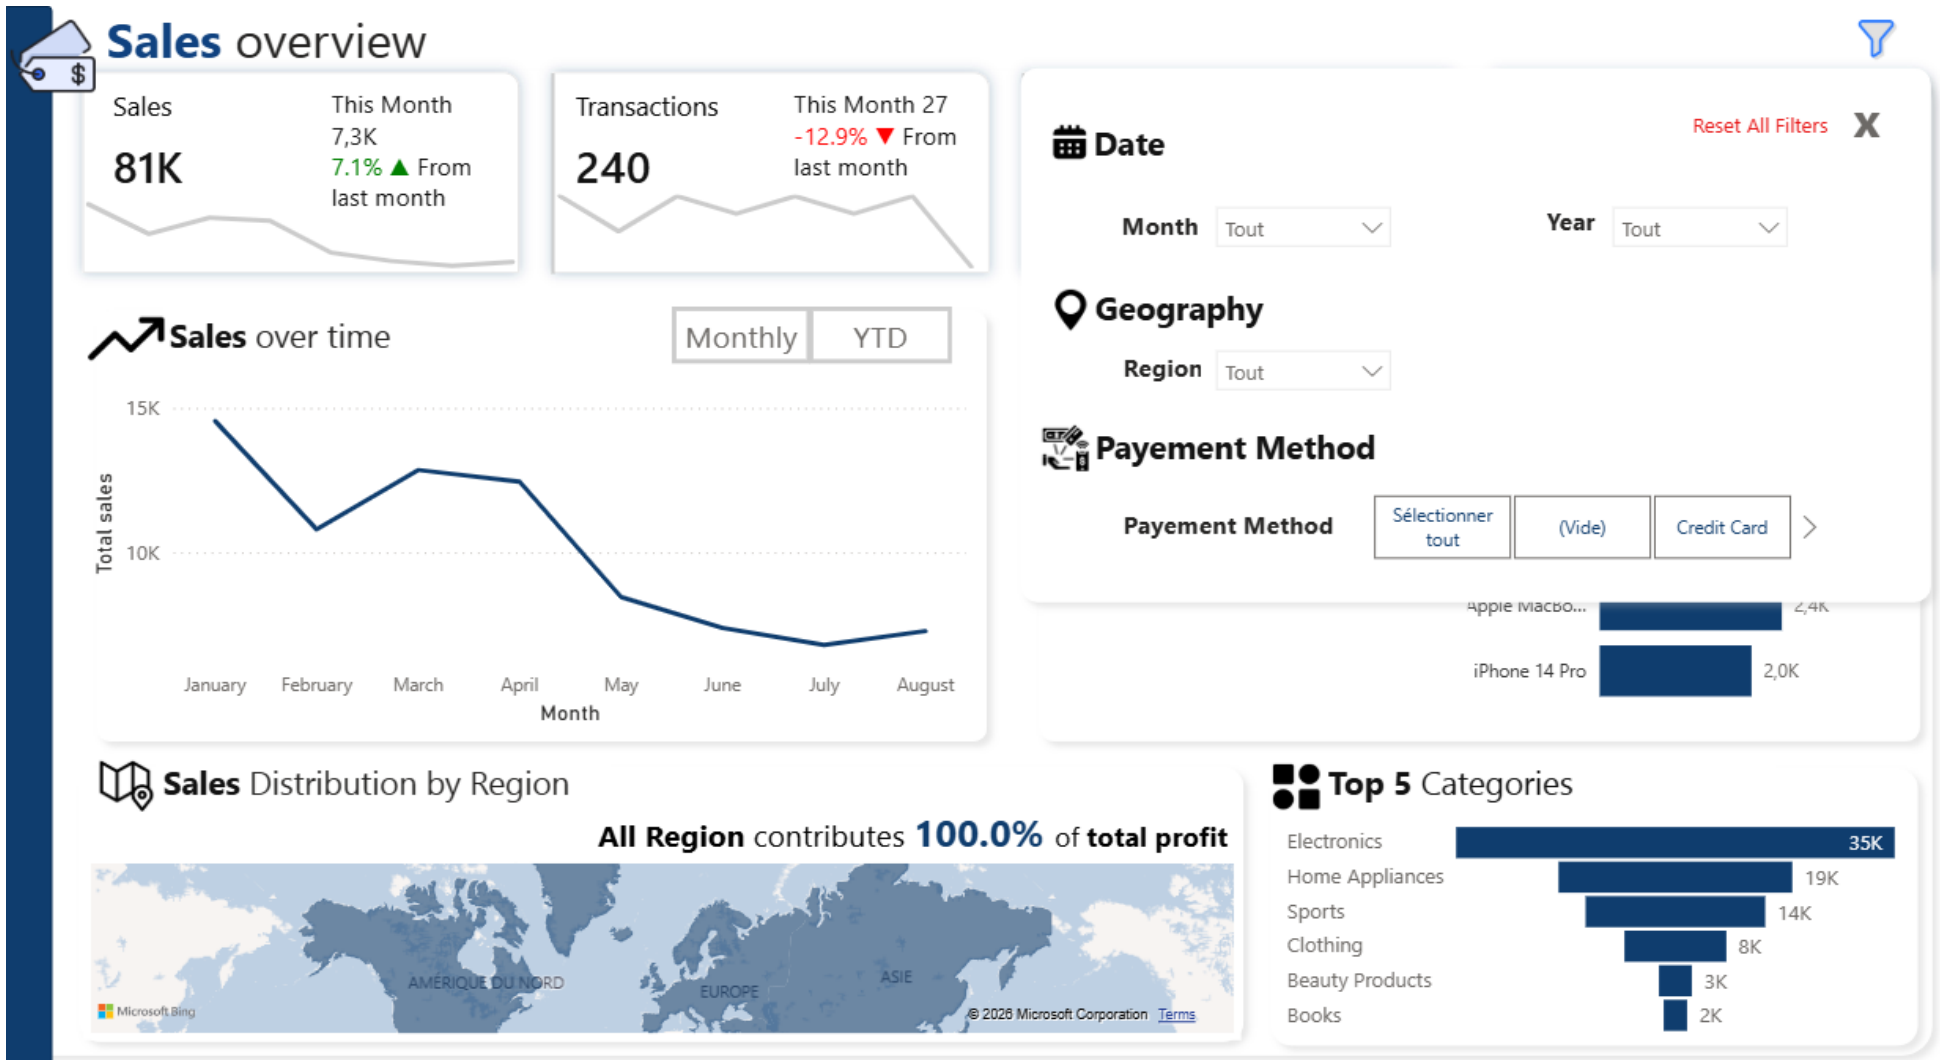 Sales overview
$
Sales
81K
This Month
7,3K
7.1% ▲ From
last month
Transactions
240
This Month 27
-12.9% ▼ From
last month
Reset All Filters X
Date
Month Tout
Year Tout
Geography
Region Tout
Payement Method
Payement Method
Sélectionner
tout
(Vide)
Credit Card
Sales over time
Monthly YTD
Total sales
15K
10K
January February March April May June July August
Month
Apple MacBo... 2,4K
iPhone 14 Pro 2,0K
Sales Distribution by Region
All Region contributes 100.0% of total profit
AMÉRIQUE DU NORD
EUROPE
ASIE
Microsoft Bing
© 2026 Microsoft Corporation Terms
Top 5 Categories
Electronics 35K
Home Appliances 19K
Sports 14K
Clothing 8K
Beauty Products 3K
Books 2K